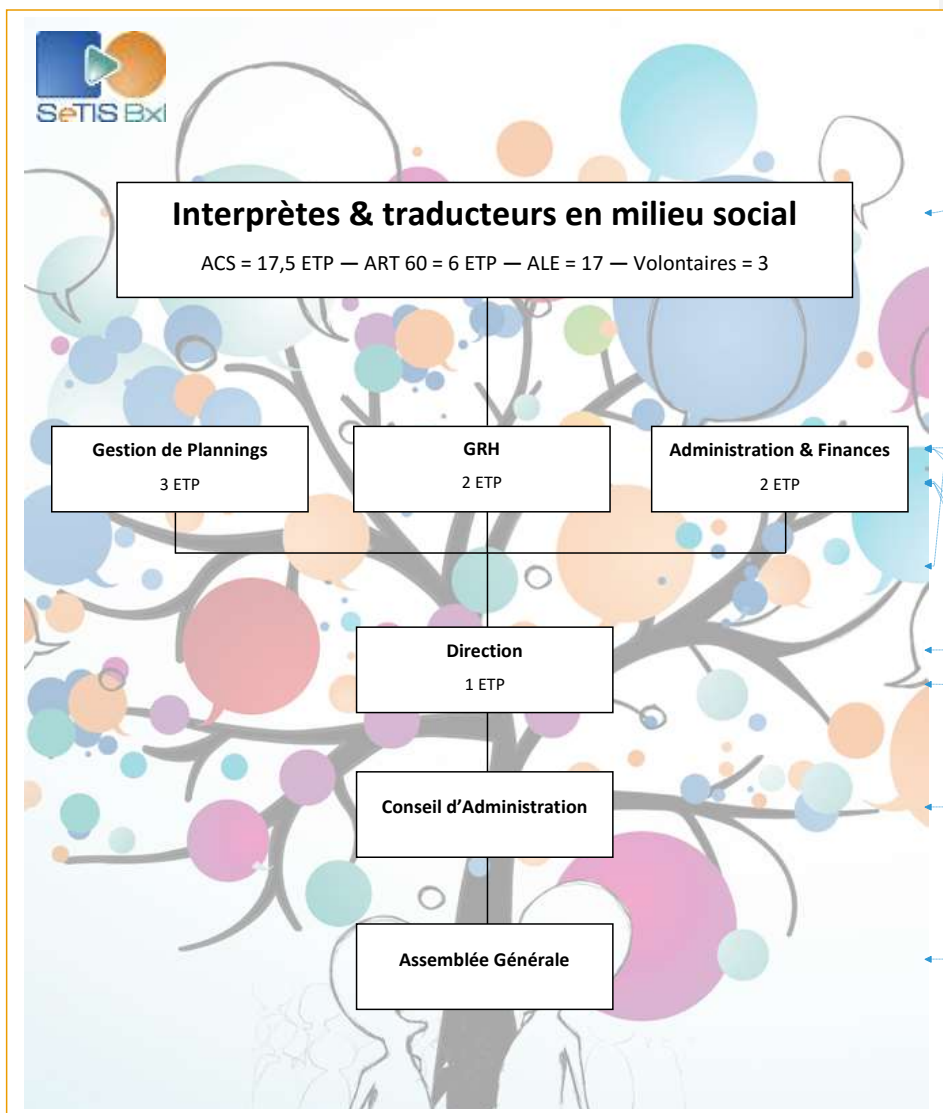 SeTIS Bxl
Interprètes & traducteurs en milieu social
ACS = 17,5 ETP — ART 60 = 6 ETP — ALE = 17 — Volontaires = 3
Gestion de Plannings
3 ETP
GRH
2 ETP
Administration & Finances
2 ETP
Direction
1 ETP
Conseil d’Administration
Assemblée Générale